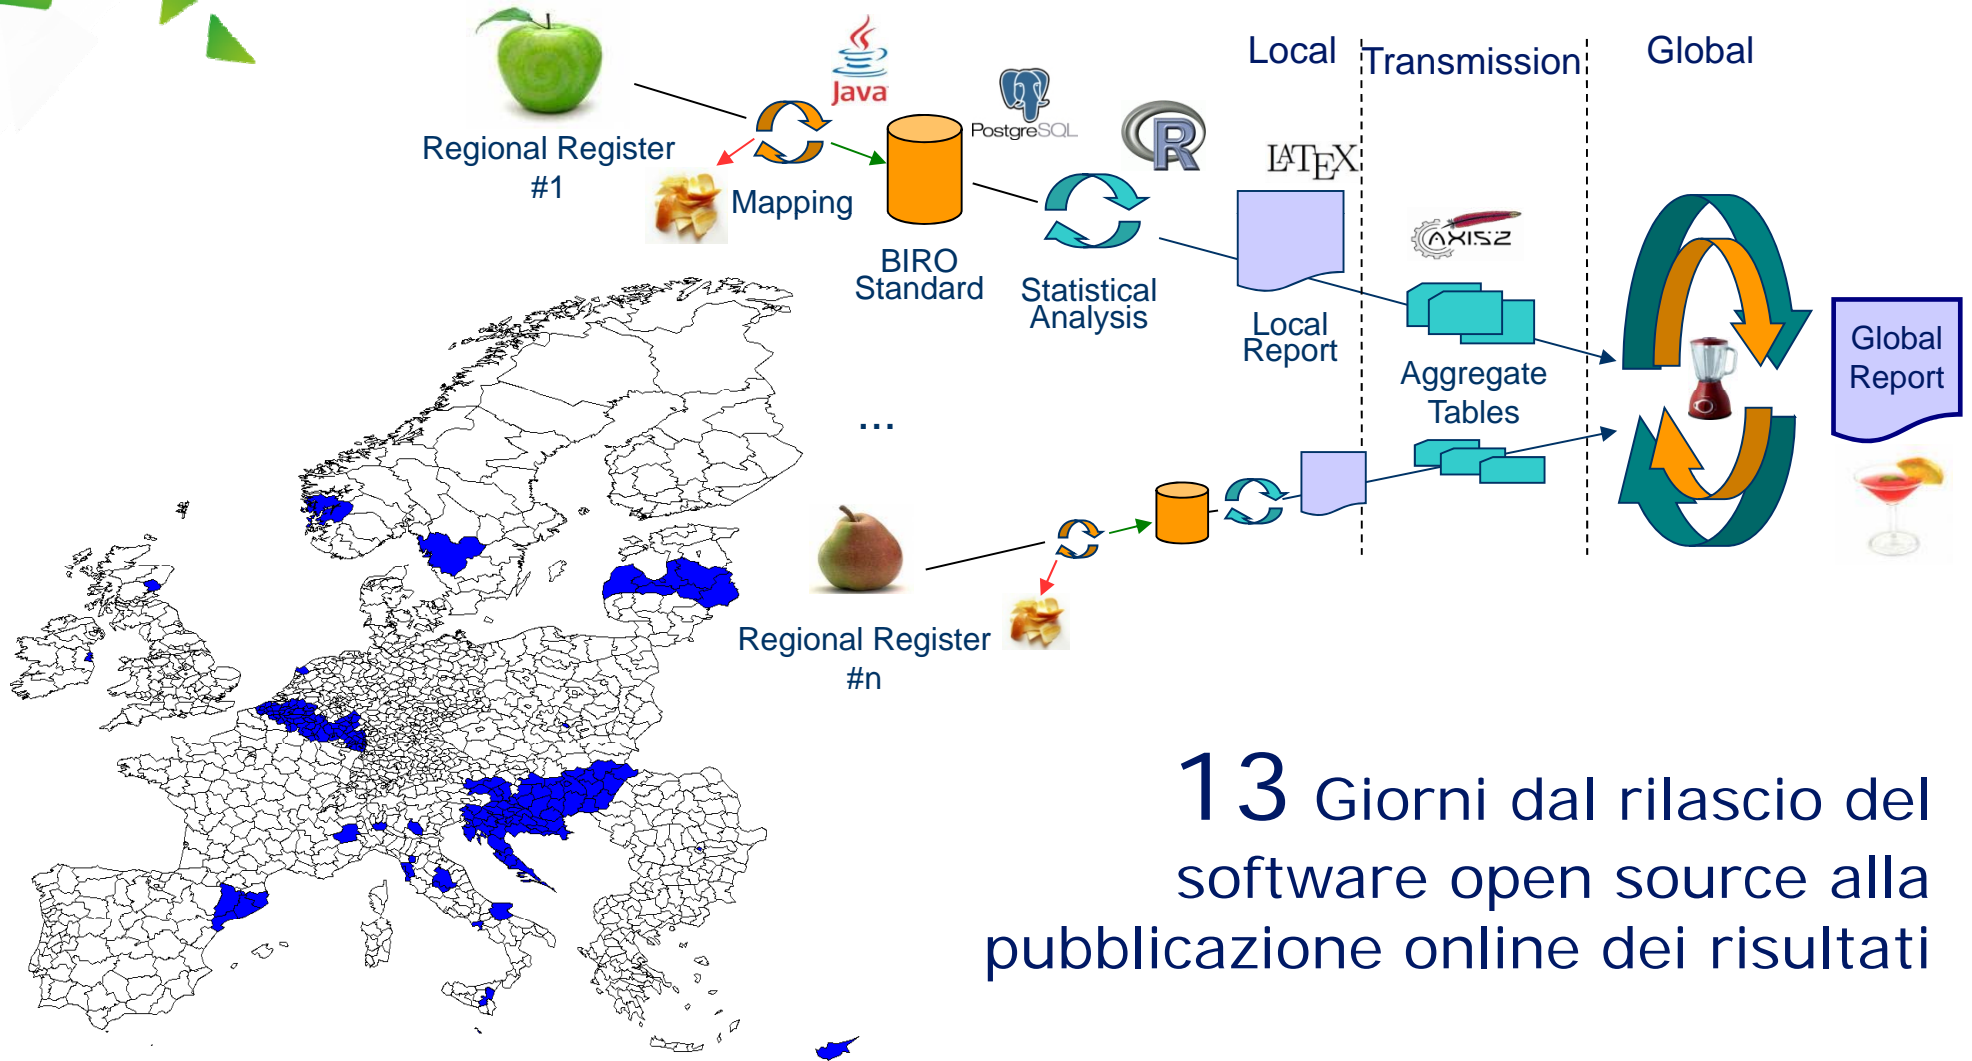 Local
Transmission
Global
Java
PostgreSQL
R
LATEX
AXIS2
Regional Register
#1
Mapping
BIRO
Standard
Statistical
Analysis
Local
Report
Aggregate
Tables
Global
Report
...
Regional Register
#n
13 Giorni dal rilascio del
software open source alla
pubblicazione online dei risultati